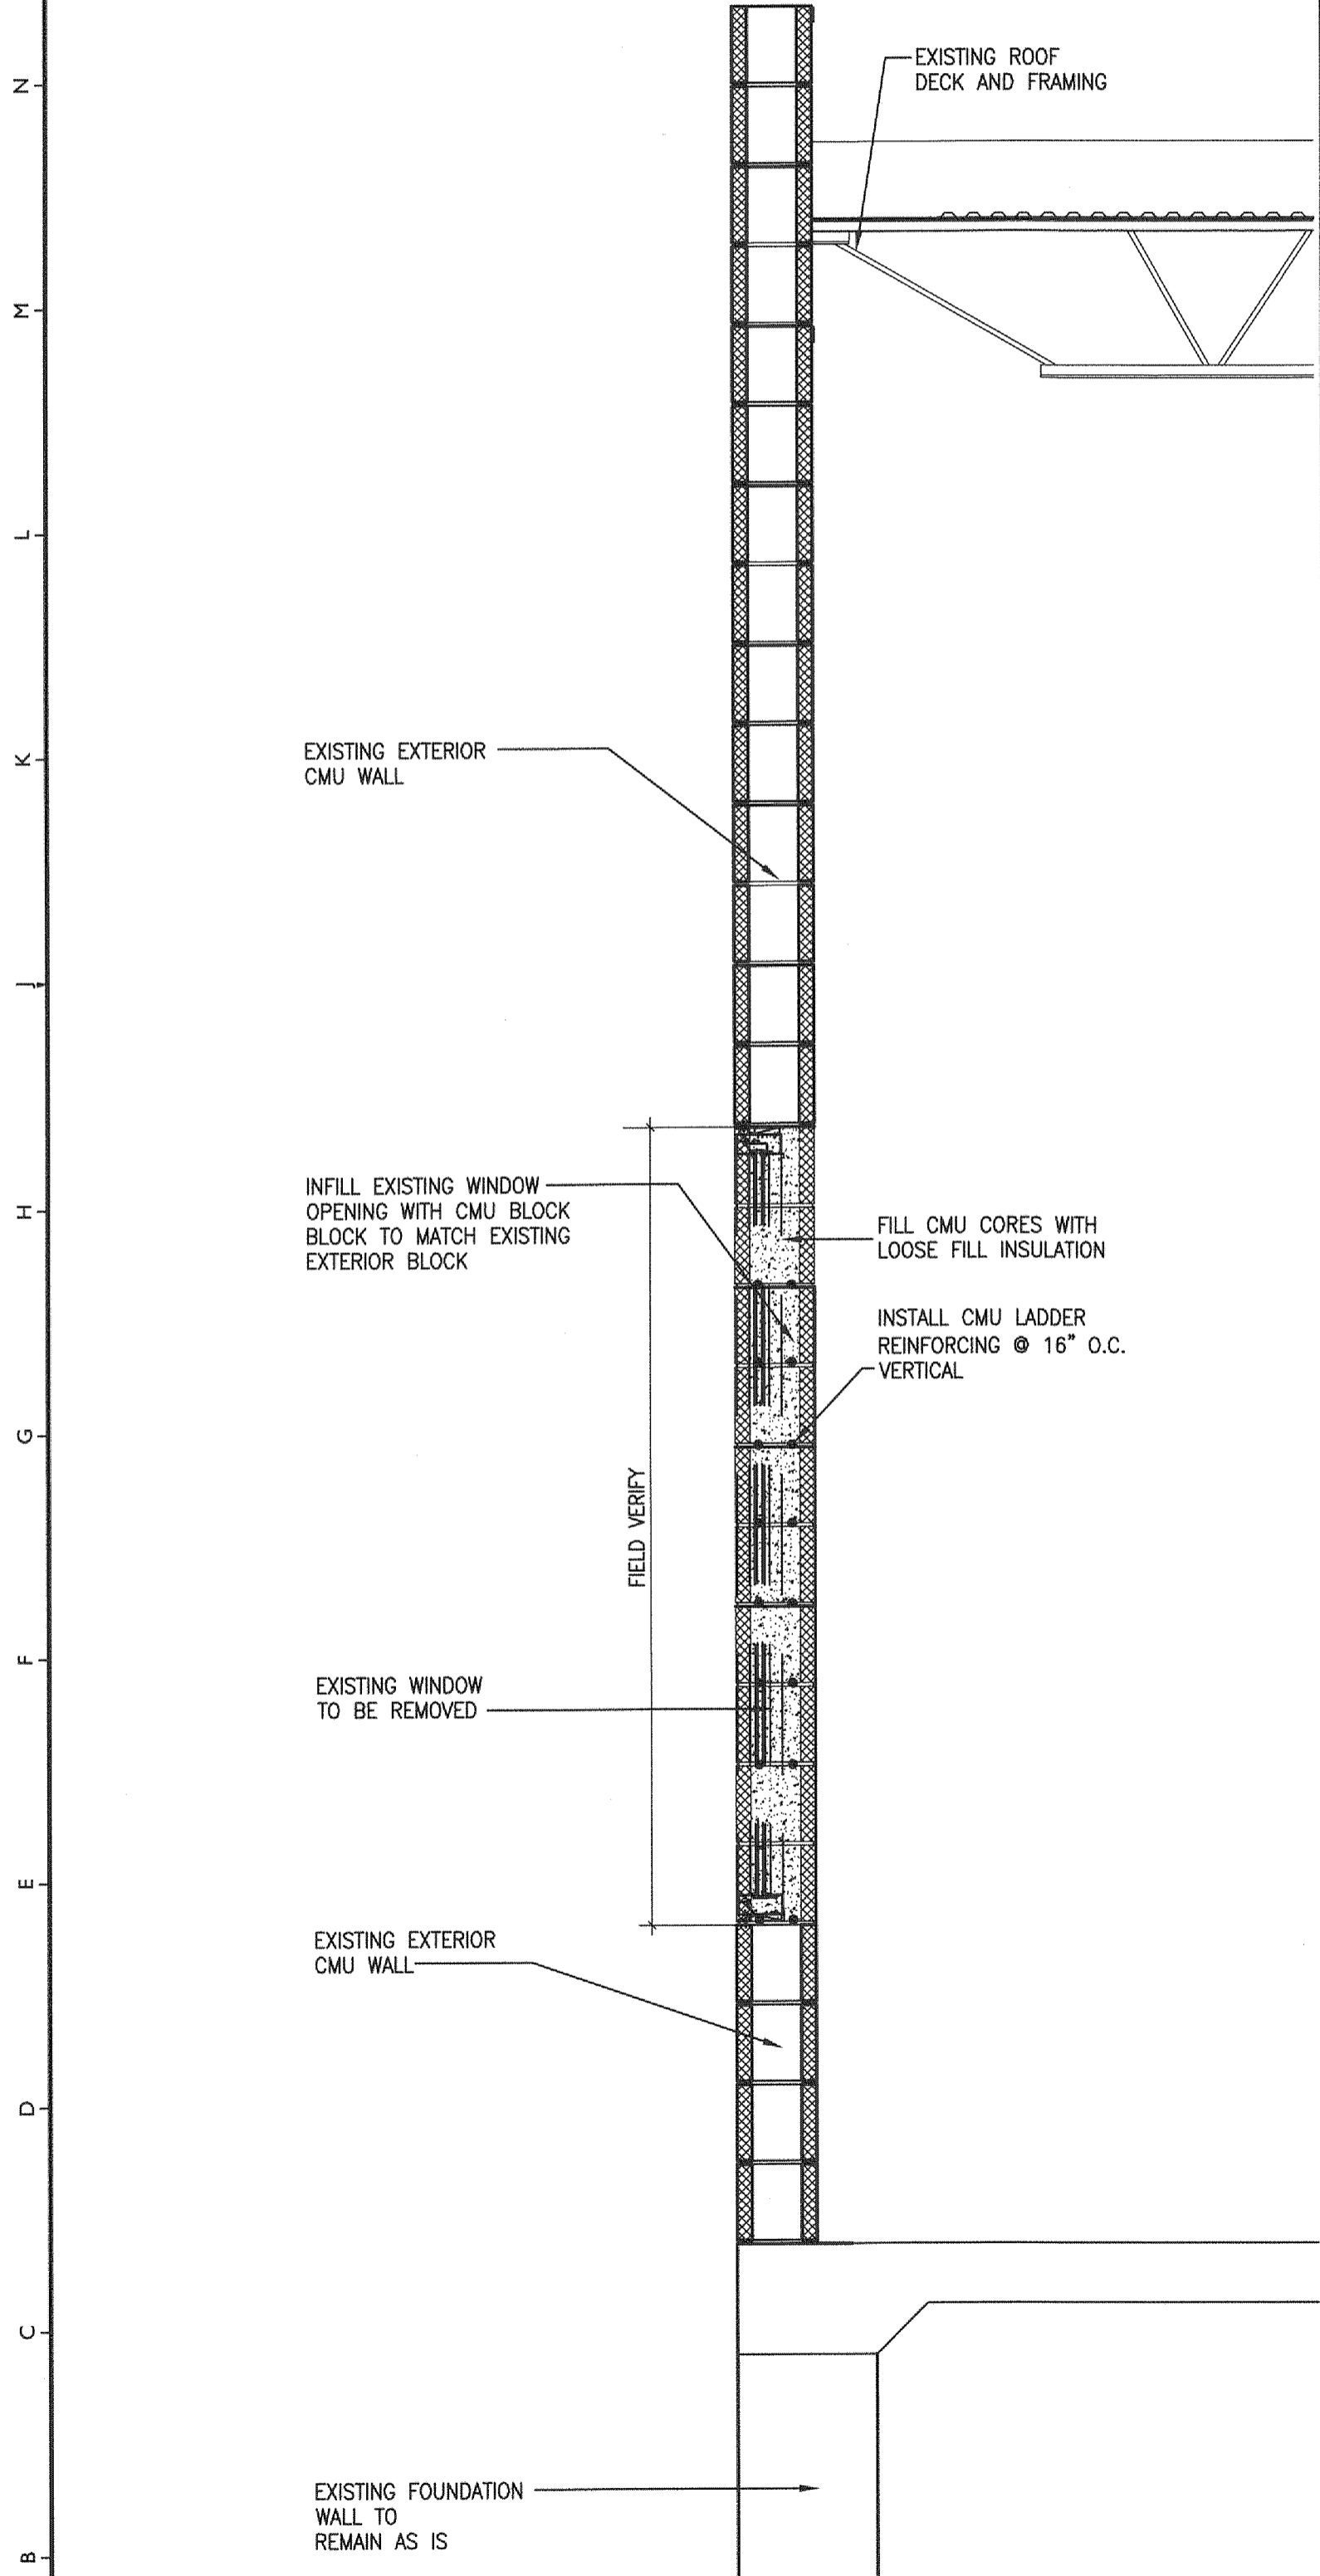 N
EXISTING ROOF
DECK AND FRAMING
M
L
K
EXISTING EXTERIOR
CMU WALL
J
H
INFILL EXISTING WINDOW
OPENING WITH CMU BLOCK
BLOCK TO MATCH EXISTING
EXTERIOR BLOCK
FILL CMU CORES WITH
LOOSE FILL INSULATION
INSTALL CMU LADDER
REINFORCING @ 16" O.C.
VERTICAL
G
FIELD VERIFY
F
EXISTING WINDOW
TO BE REMOVED
E
EXISTING EXTERIOR
CMU WALL
D
C
EXISTING FOUNDATION
WALL TO
REMAIN AS IS
B